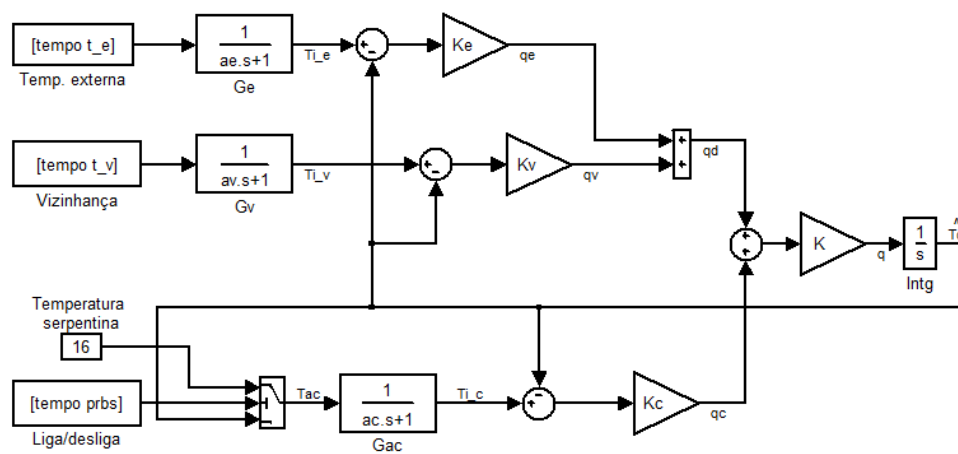 [tempo t_e]
Temp. externa
1
ae.s+1
Ge
Ti_e
Ke
qe
[tempo t_v]
Vizinhança
1
av.s+1
Gv
Ti_v
Kv
qv
qd
K
q
1
s
Intg
Temperatura
serpentina
16
[tempo prbs]
Liga/desliga
Tac
1
ac.s+1
Gac
Ti_c
Kc
qc